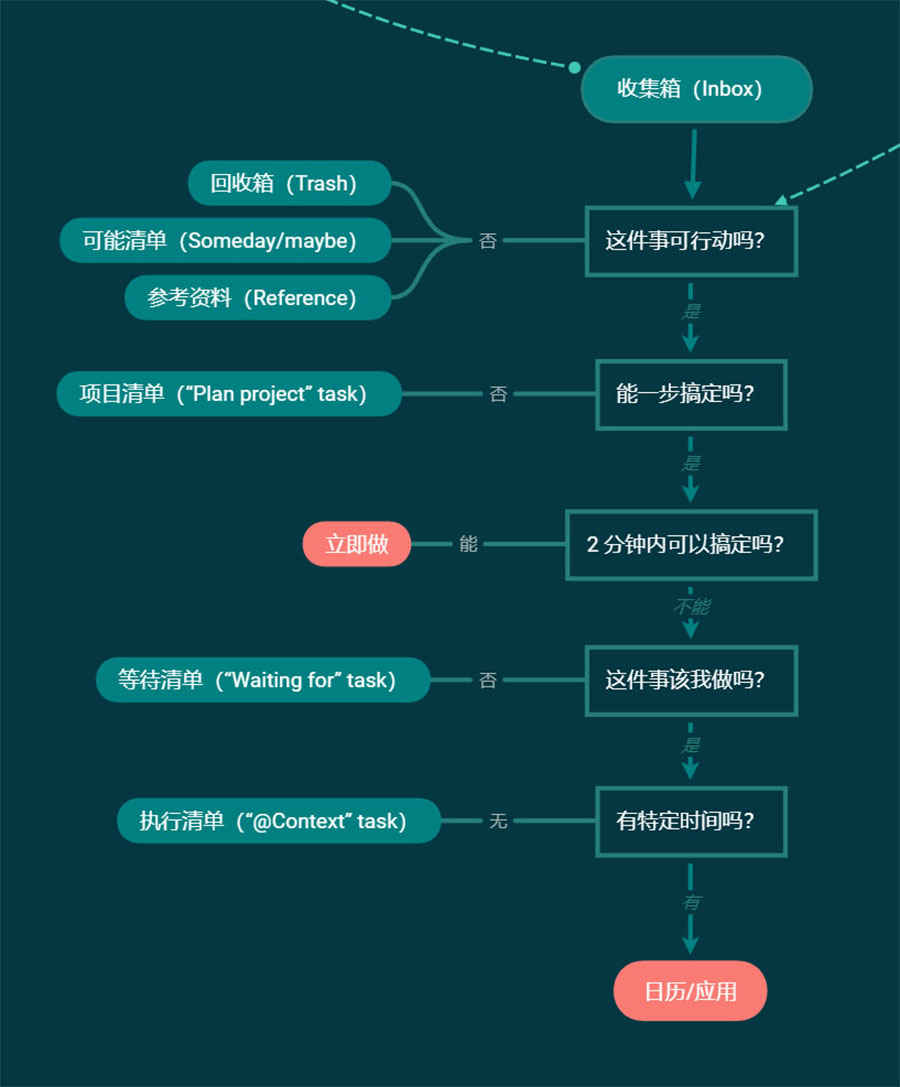 收集箱（Inbox）
回收箱（Trash）
可能清单（Someday/maybe）
参考资料（Reference）
否
这件事可行动吗？
是
项目清单（“Plan project” task）
否
能一步搞定吗？
是
立即做
能
2 分钟内可以搞定吗？
不能
等待清单（“Waiting for” task）
否
这件事该我做吗？
是
执行清单（“@Context” task）
无
有特定时间吗？
有
日历/应用